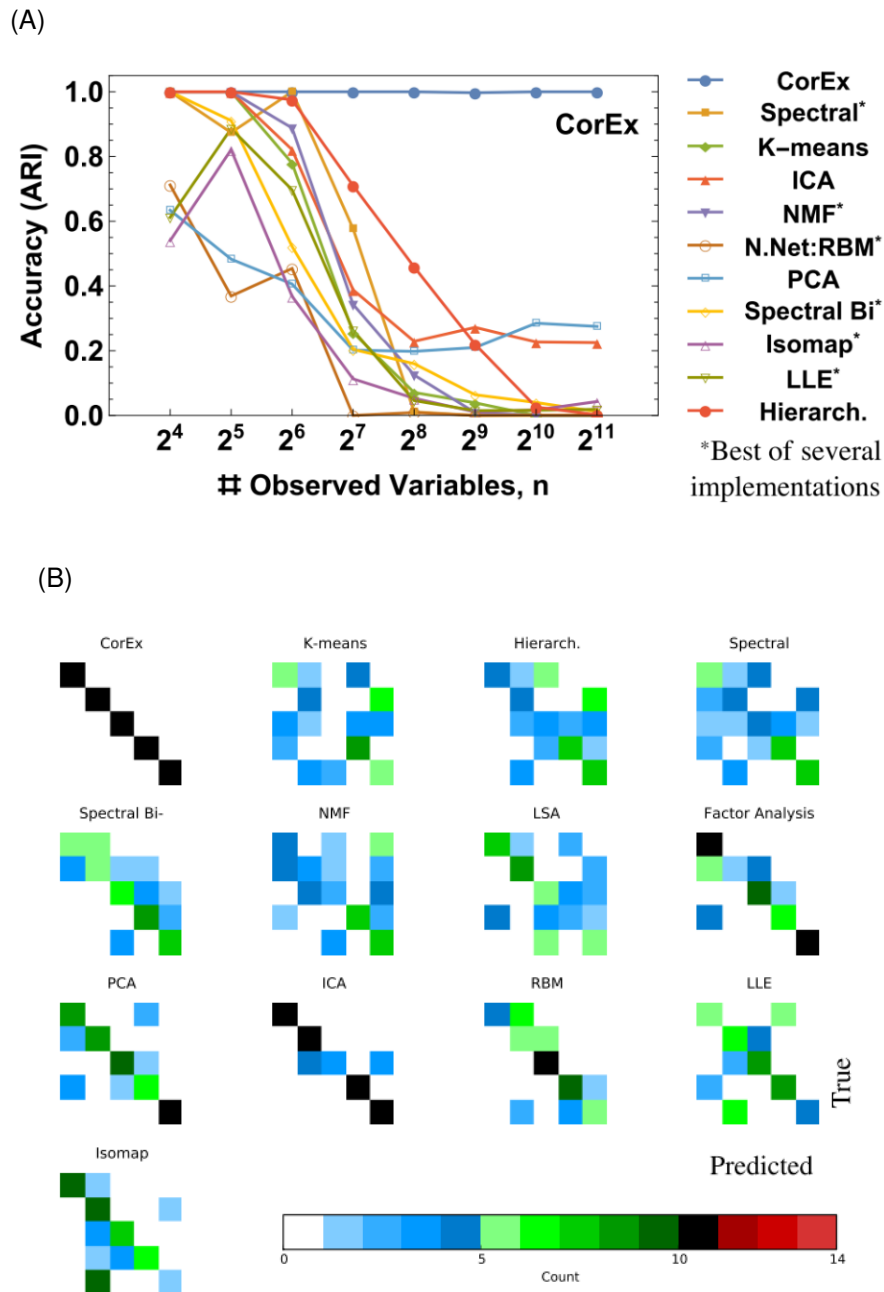 (A)
1.0
0.8
0.6
0.4
0.2
0.0
Accuracy (ARI)
CorEx
2^4 2^5 2^6 2^7 2^8 2^9 2^10 2^11
# Observed Variables, n
CorEx
Spectral*
K-means
ICA
NMF*
N.Net:RBM*
PCA
Spectral Bi*
Isomap*
LLE*
Hierarch.
*Best of several
implementations
(B)
CorEx K-means Hierarch. Spectral
Spectral Bi- NMF LSA Factor Analysis
PCA ICA RBM LLE
True
Predicted
Isomap
0 5 10 14
Count